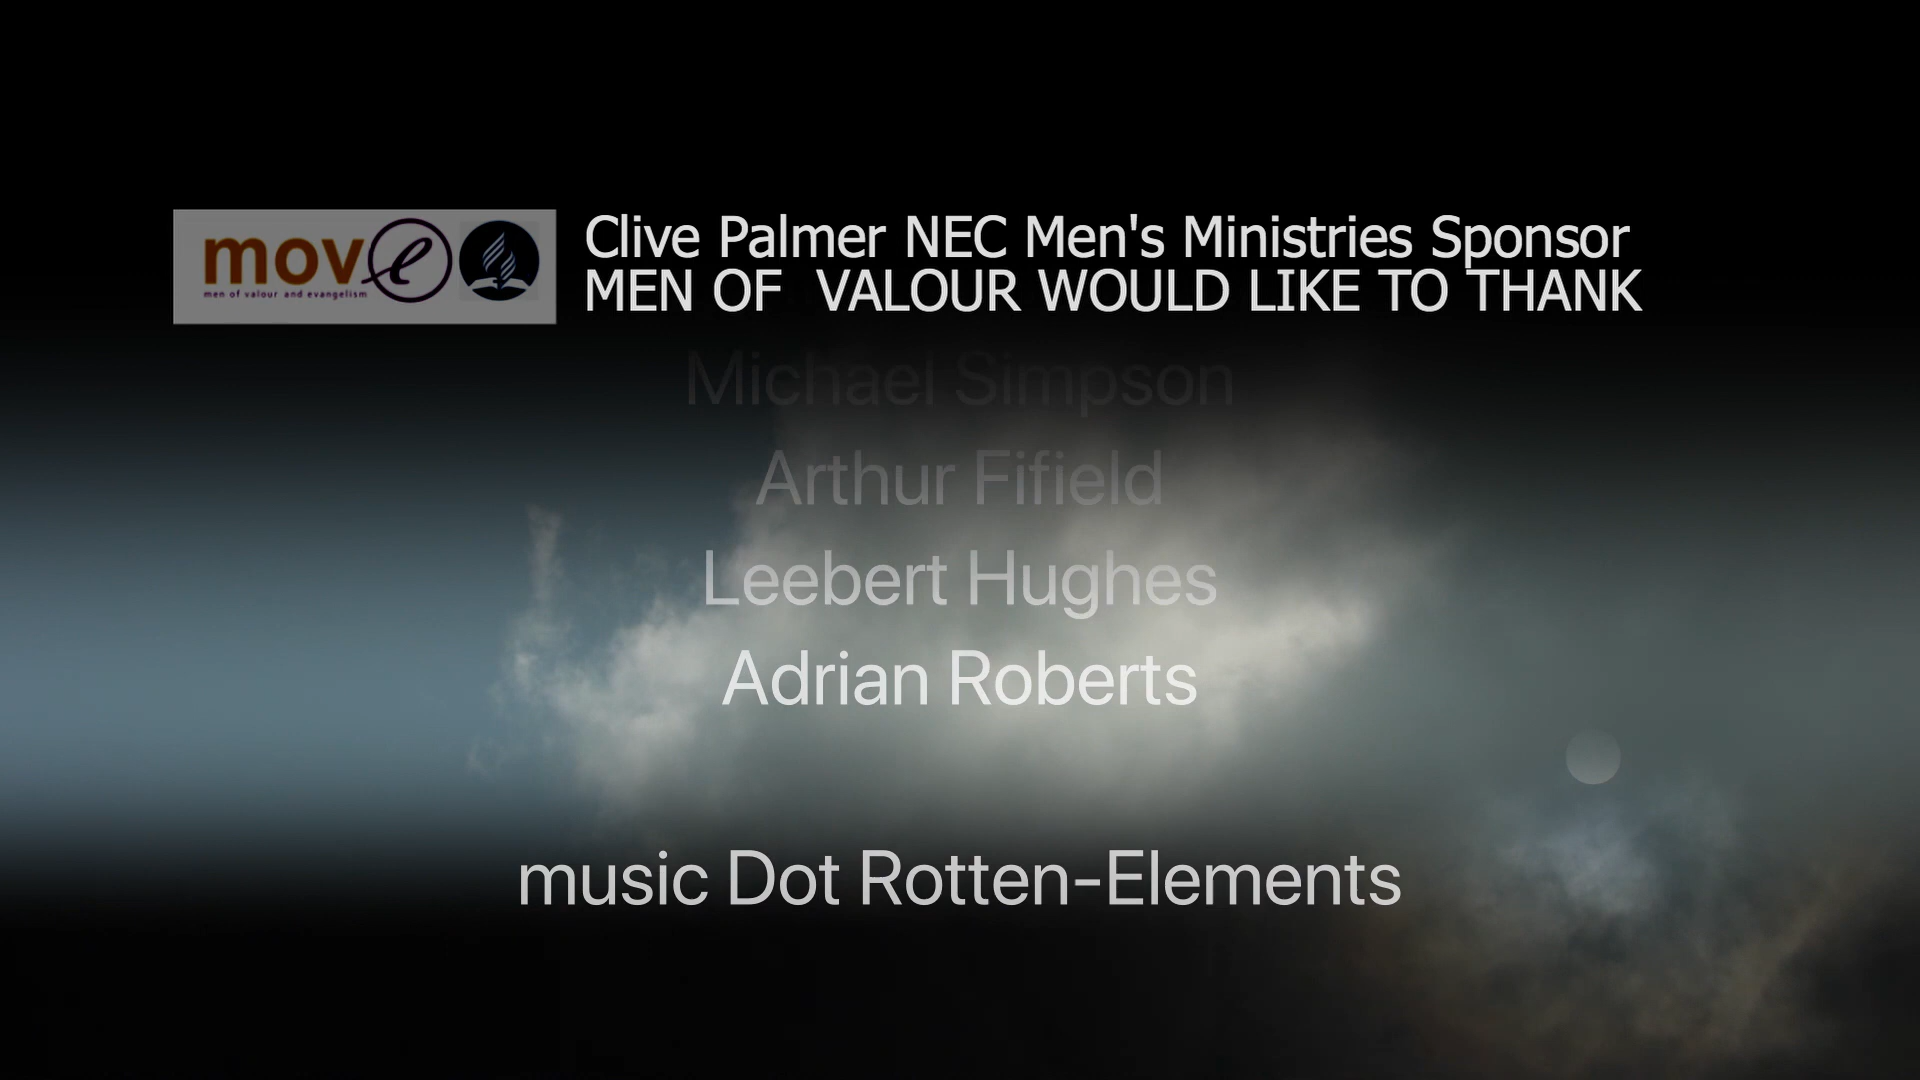 move
men of valour and evangelism
Clive Palmer NEC Men's Ministries Sponsor
MEN OF  VALOUR WOULD LIKE TO THANK
Michael Simpson
Arthur Fifield
Leebert Hughes
Adrian Roberts
music Dot Rotten-Elements